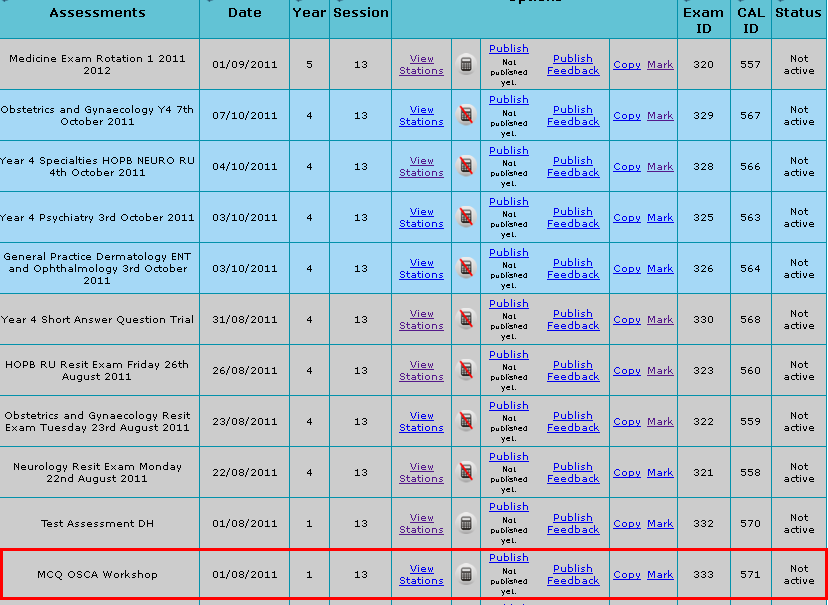 Options
Assessments Date Year Session Exam ID CAL ID Status
Medicine Exam Rotation 1 2011 2012 01/09/2011 5 13 View Stations Publish Not published yet. Publish Feedback Copy Mark 320 557 Not active
Obstetrics and Gynaecology Y4 7th October 2011 07/10/2011 4 13 View Stations Publish Not published yet. Publish Feedback Copy Mark 329 567 Not active
Year 4 Specialties HOPB NEURO RU 4th October 2011 04/10/2011 4 13 View Stations Publish Not published yet. Publish Feedback Copy Mark 328 566 Not active
Year 4 Psychiatry 3rd October 2011 03/10/2011 4 13 View Stations Publish Not published yet. Publish Feedback Copy Mark 325 563 Not active
General Practice Dermatology ENT and Ophthalmology 3rd October 2011 03/10/2011 4 13 View Stations Publish Not published yet. Publish Feedback Copy Mark 326 564 Not active
Year 4 Short Answer Question Trial 31/08/2011 4 13 View Stations Publish Not published yet. Publish Feedback Copy Mark 330 568 Not active
HOPB RU Resit Exam Friday 26th August 2011 26/08/2011 4 13 View Stations Publish Not published yet. Publish Feedback Copy Mark 323 560 Not active
Obstetrics and Gynaecology Resit Exam Tuesday 23rd August 2011 23/08/2011 4 13 View Stations Publish Not published yet. Publish Feedback Copy Mark 322 559 Not active
Neurology Resit Exam Monday 22nd August 2011 22/08/2011 4 13 View Stations Publish Not published yet. Publish Feedback Copy Mark 321 558 Not active
Test Assessment DH 01/08/2011 1 13 View Stations Publish Not published yet. Publish Feedback Copy Mark 332 570 Not active
MCQ OSCA Workshop 01/08/2011 1 13 View Stations Publish Not published yet. Publish Feedback Copy Mark 333 571 Not active